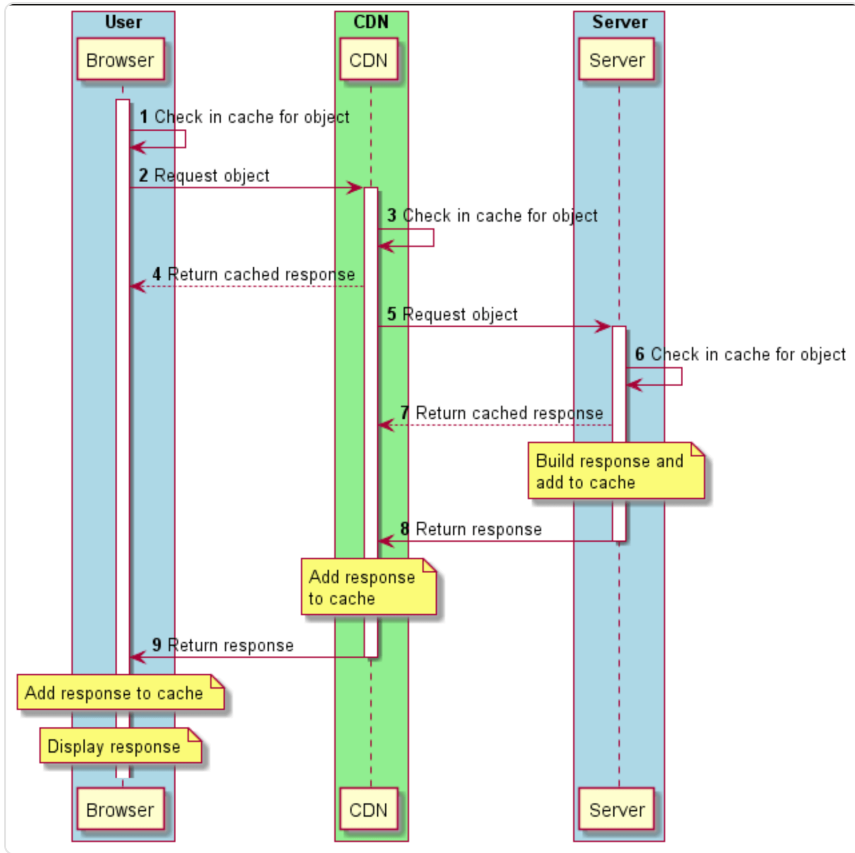 User
CDN
Server
Browser
CDN
Server
1 Check in cache for object
2 Request object
3 Check in cache for object
4 Return cached response
5 Request object
6 Check in cache for object
7 Return cached response
Build response and
add to cache
8 Return response
Add response
to cache
9 Return response
Add response to cache
Display response
Browser
CDN
Server